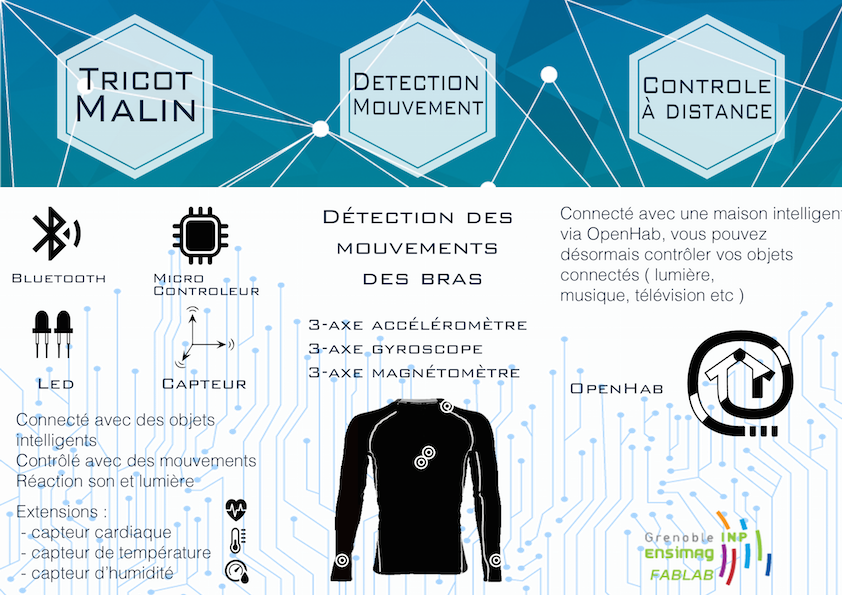 TRICOT
MALIN
DETECTION
MOUVEMENT
CONTROLE
À DISTANCE
BLUETOOTH
MICRO
CONTROLEUR
LED
CAPTEUR
Connecté avec des objets
intelligents
Contrôlé avec des mouvements
Réaction son et lumière
Extensions :
- capteur cardiaque
- capteur de température
- capteur d'humidité
DÉTECTION DES
MOUVEMENTS
DES BRAS
3-AXE ACCÉLÉROMÈTRE
3-AXE GYROSCOPE
3-AXE MAGNÉTOMÈTRE
Connecté avec une maison intelligent
via OpenHab, vous pouvez
désormais contrôler vos objets
connectés ( lumière,
musique, télévision etc )
OPENHAB
Grenoble INP
ensimag
FABLAB